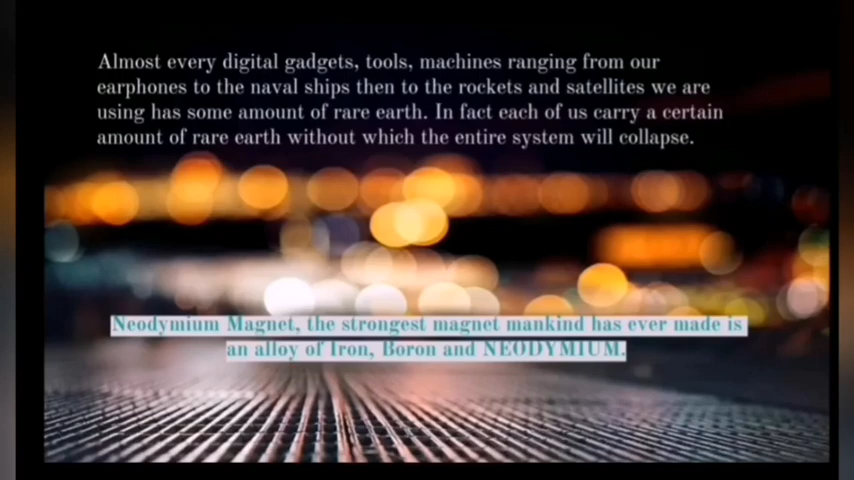 Almost every digital gadgets, tools, machines ranging from our
earphones to the naval ships then to the rockets and satellites we are
using has some amount of rare earth. In fact each of us carry a certain
amount of rare earth without which the entire system will collapse.
Neodymium Magnet, the strongest magnet mankind has ever made is
an alloy of Iron, Boron and NEODYMIUM.